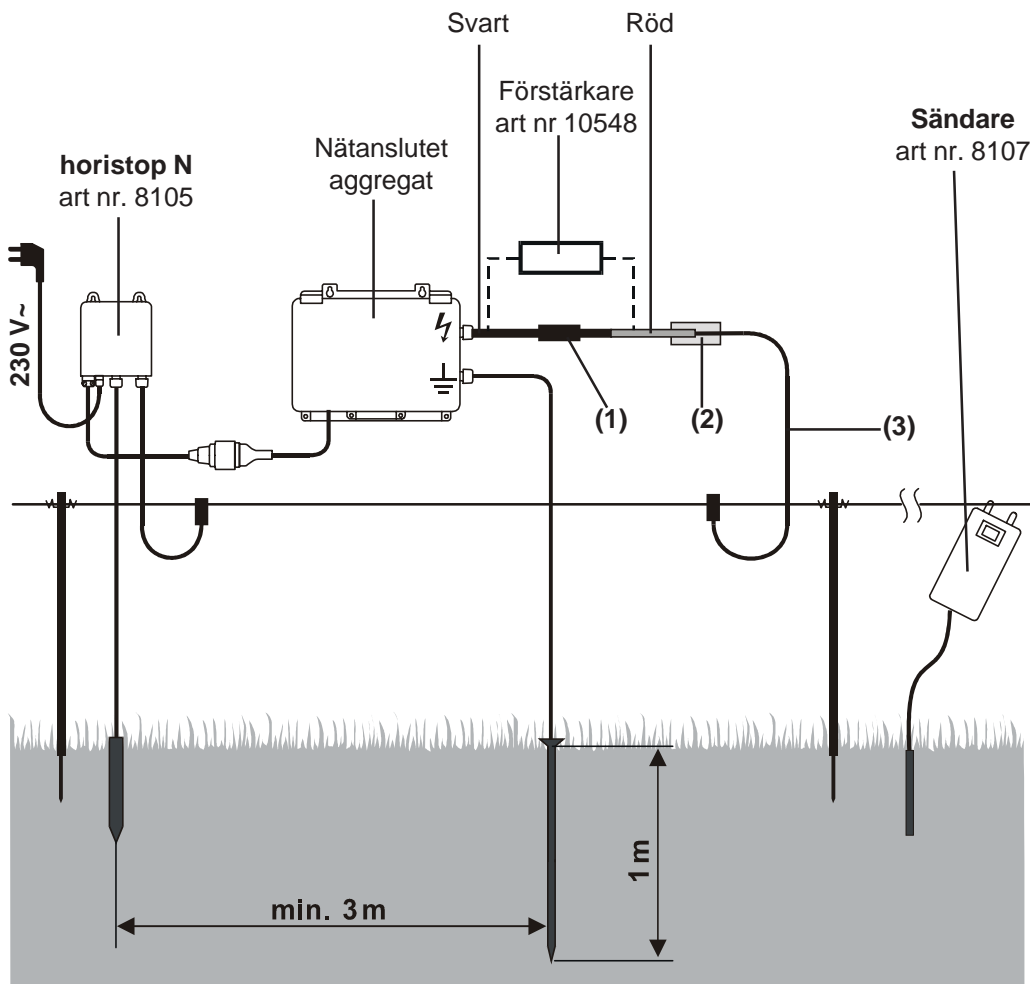 Svart
Röd
Förstärkare
art nr 10548
Sändare
art nr. 8107
Nätanslutet
aggregat
horistop N
art nr. 8105
230 V~
(1)
(2)
(3)
1 m
min. 3 m